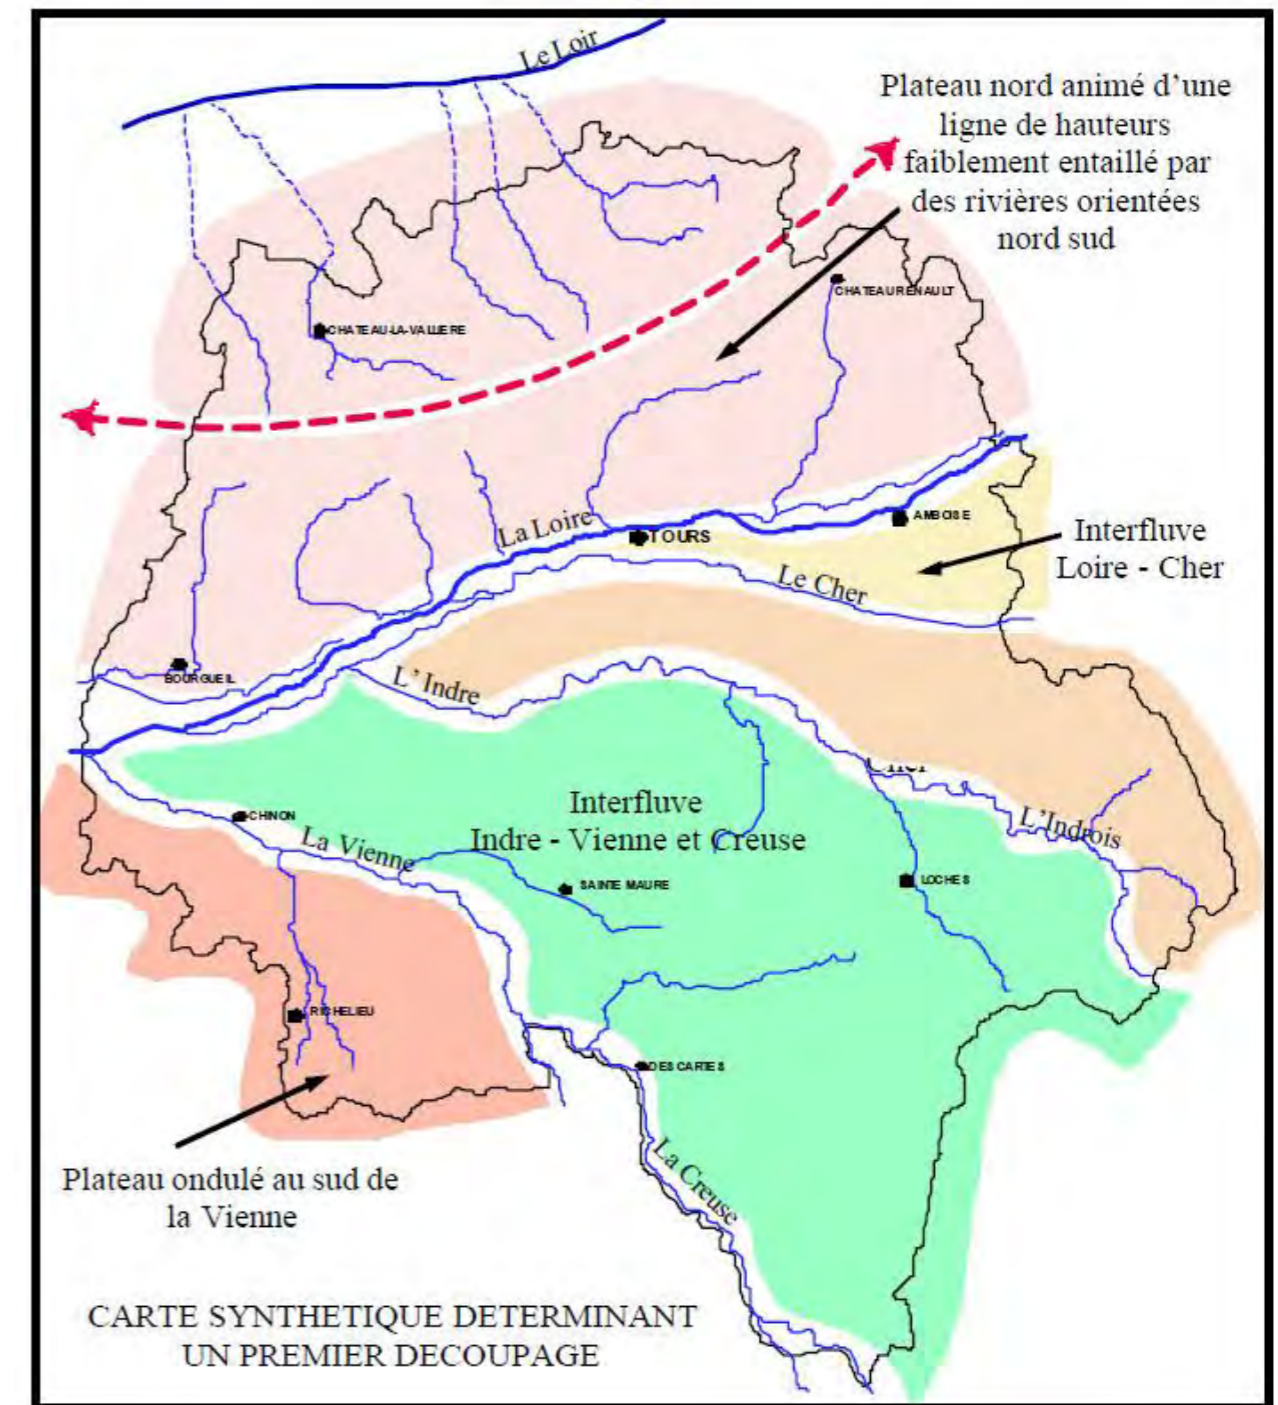 Le Loir
Plateau nord animé d'une
ligne de hauteurs
faiblement entaillé par
des rivières orientées
nord sud
CHATEAURENAULT
CHATEAU-LA-VALLIERE
La Loire
TOURS
AMBOISE
Interfluve
Loire - Cher
Le Cher
BOURGUEIL
L' Indre
Cher
Interfluve
Indre - Vienne et Creuse
CHINON
La Vienne
L'Indrois
SAINTE MAURE
LOCHES
RICHELIEU
DESCARTES
La Creuse
Plateau ondulé au sud de
la Vienne
CARTE SYNTHETIQUE DETERMINANT
UN PREMIER DECOUPAGE